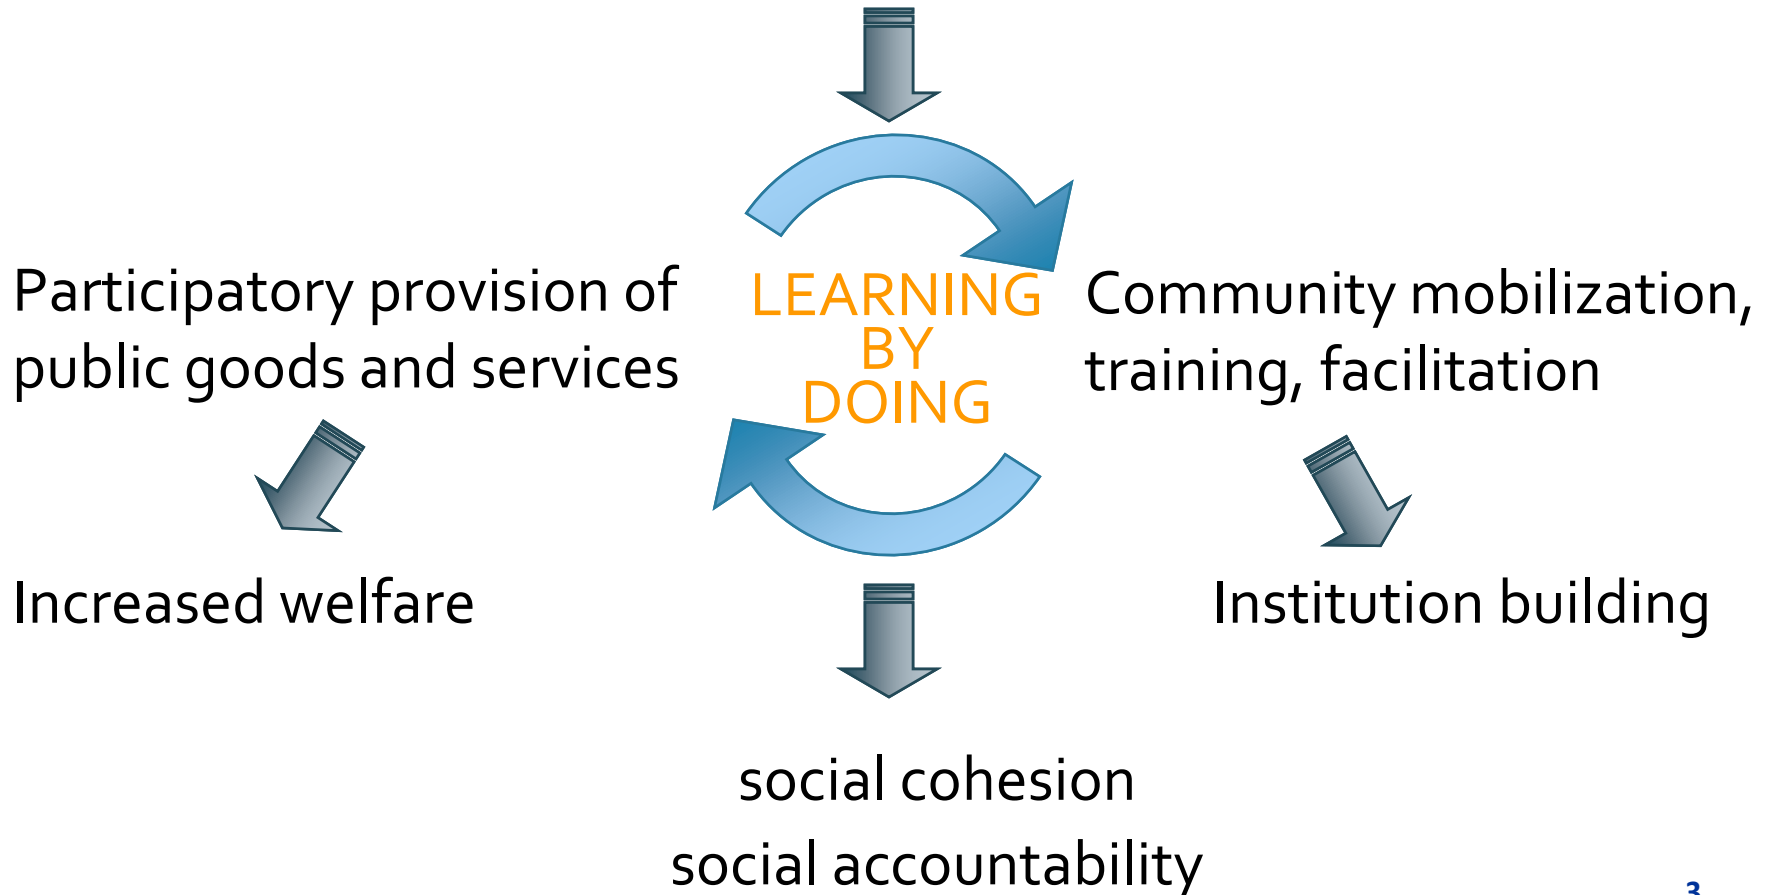 Participatory provision of
public goods and services
LEARNING
BY
DOING
Community mobilization,
training, facilitation
Increased welfare
Institution building
social cohesion
social accountability
3